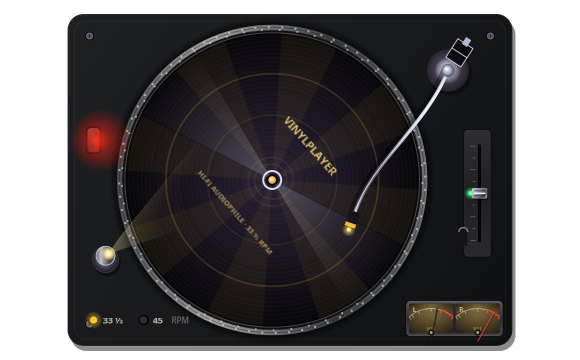 VINYLPLAYER
HI-FI AUDIOPHILE · 33 ⅓ RPM
L
R
33 ⅓
45
RPM